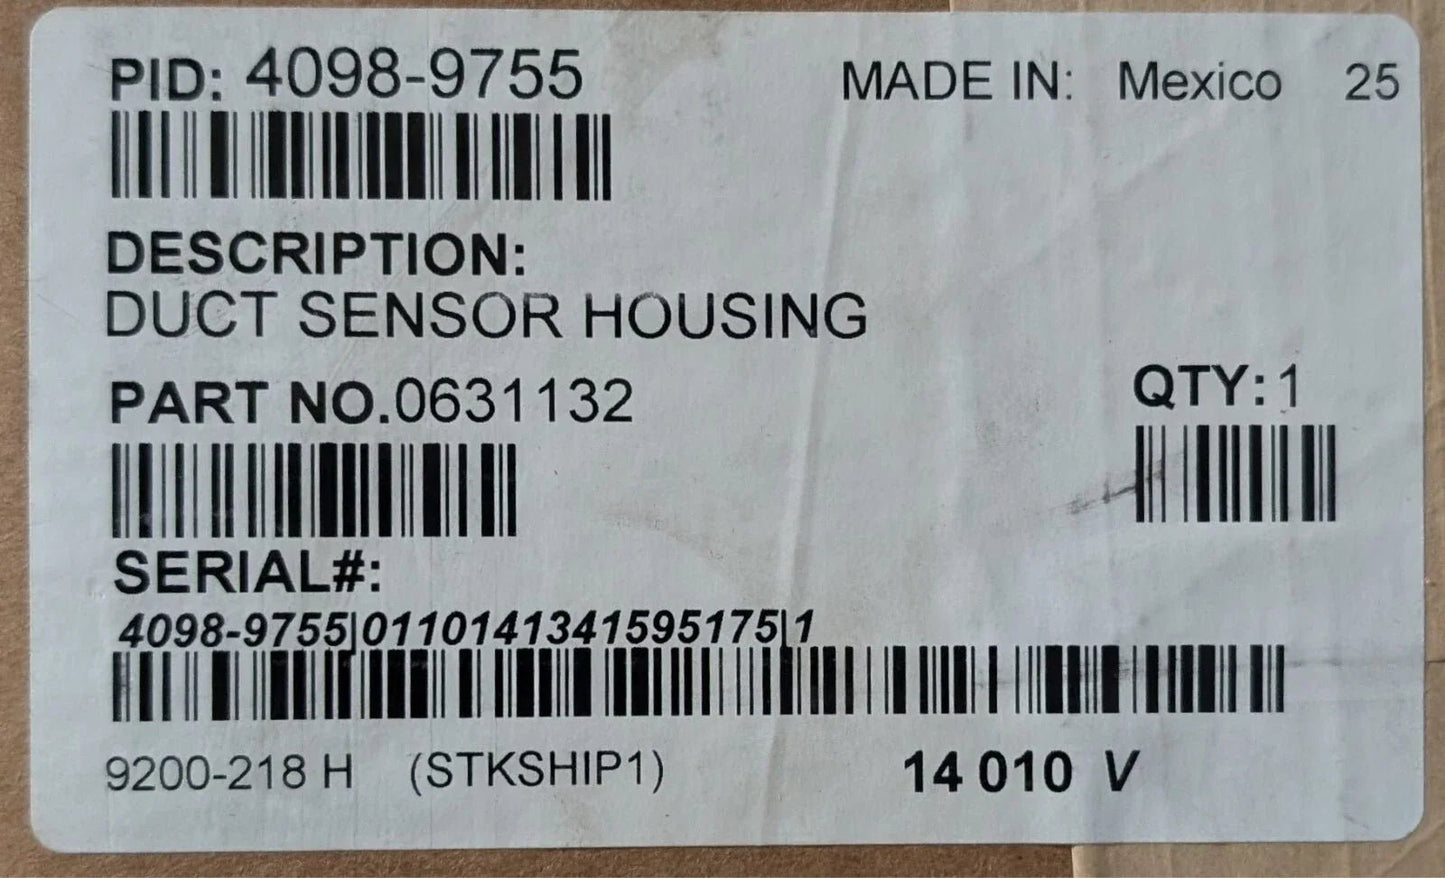 PID: 4098-9755 MADE IN: Mexico 25
DESCRIPTION:
DUCT SENSOR HOUSING
PART NO.0631132
QTY:1
SERIAL#:
4098-9755|0110141341595175|1
9200-218 H (STKSHIP1) 14 010 V